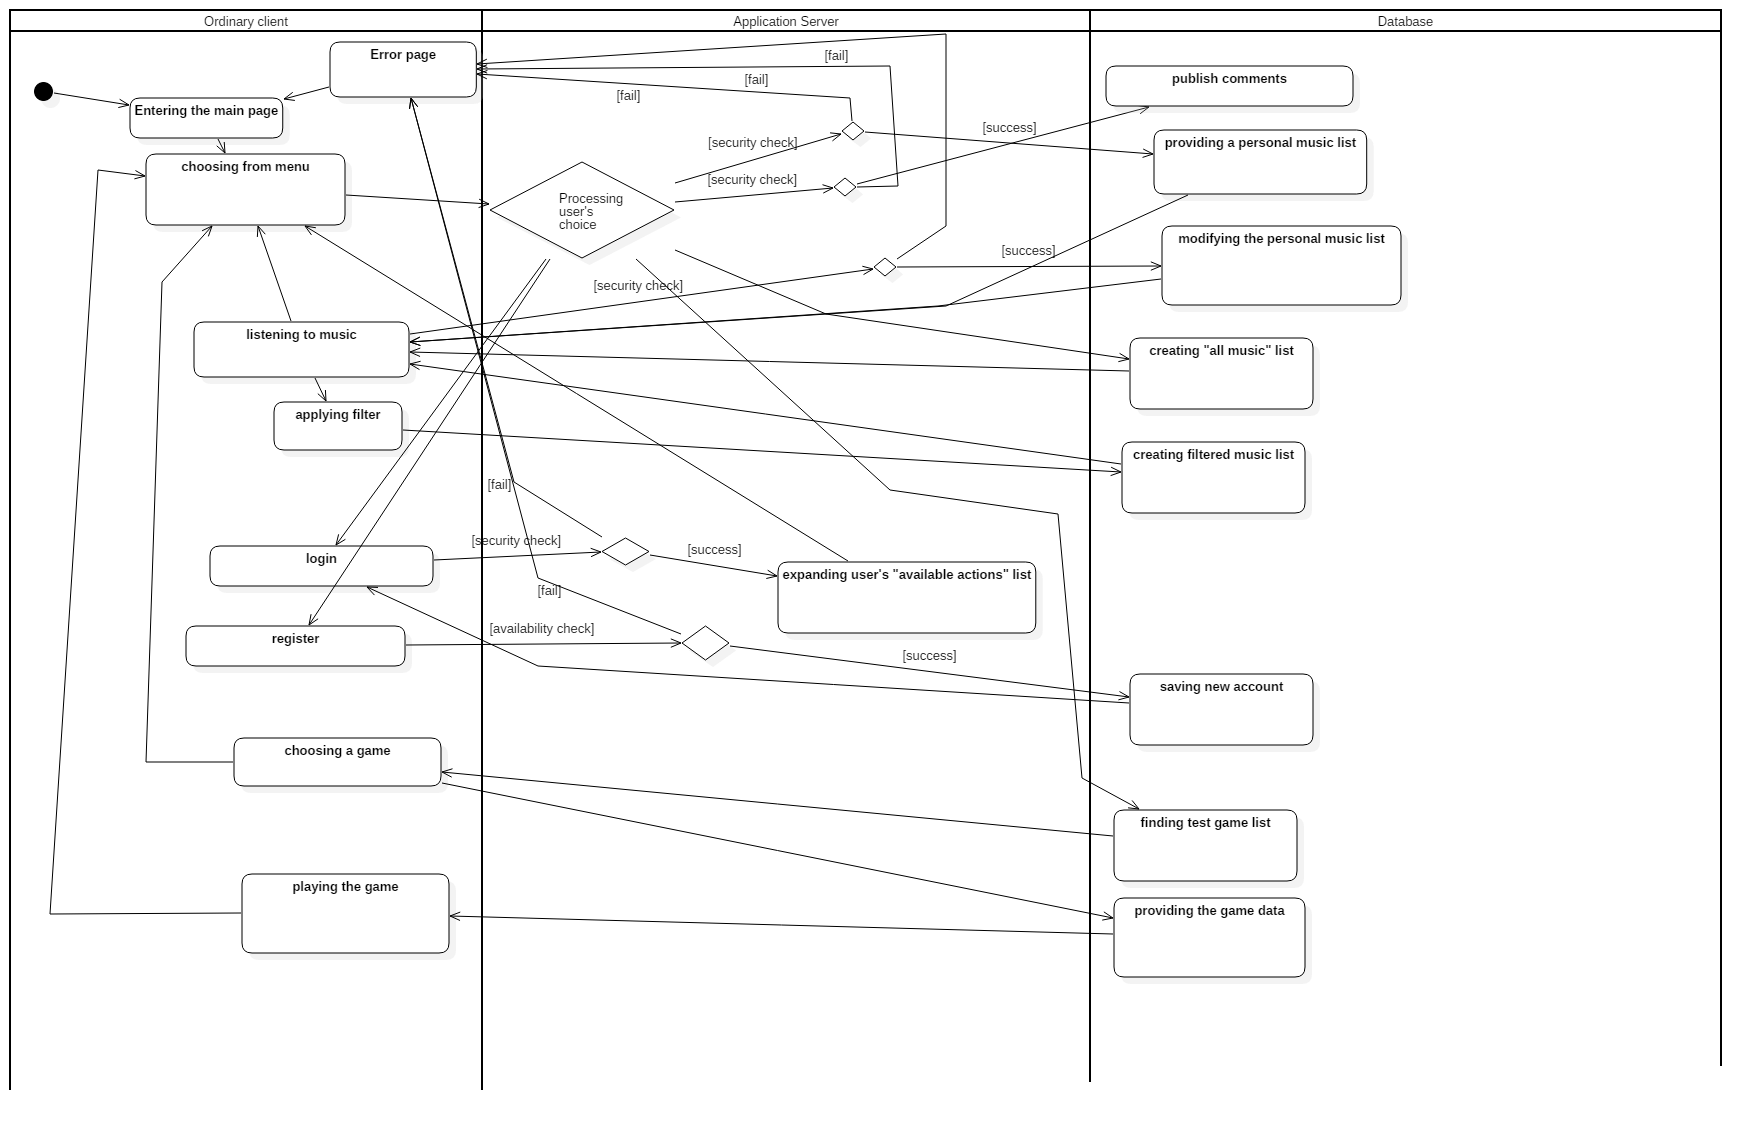 Ordinary client
Application Server
Database
Error page
[fail]
[fail]
[fail]
publish comments
Entering the main page
[success]
[security check]
providing a personal music list
choosing from menu
[security check]
Processing
user's
choice
modifying the personal music list
[success]
[security check]
listening to music
creating "all music" list
applying filter
creating filtered music list
[fail]
[security check]
[success]
login
expanding user's "available actions" list
[fail]
[availability check]
register
[success]
saving new account
choosing a game
finding test game list
playing the game
providing the game data